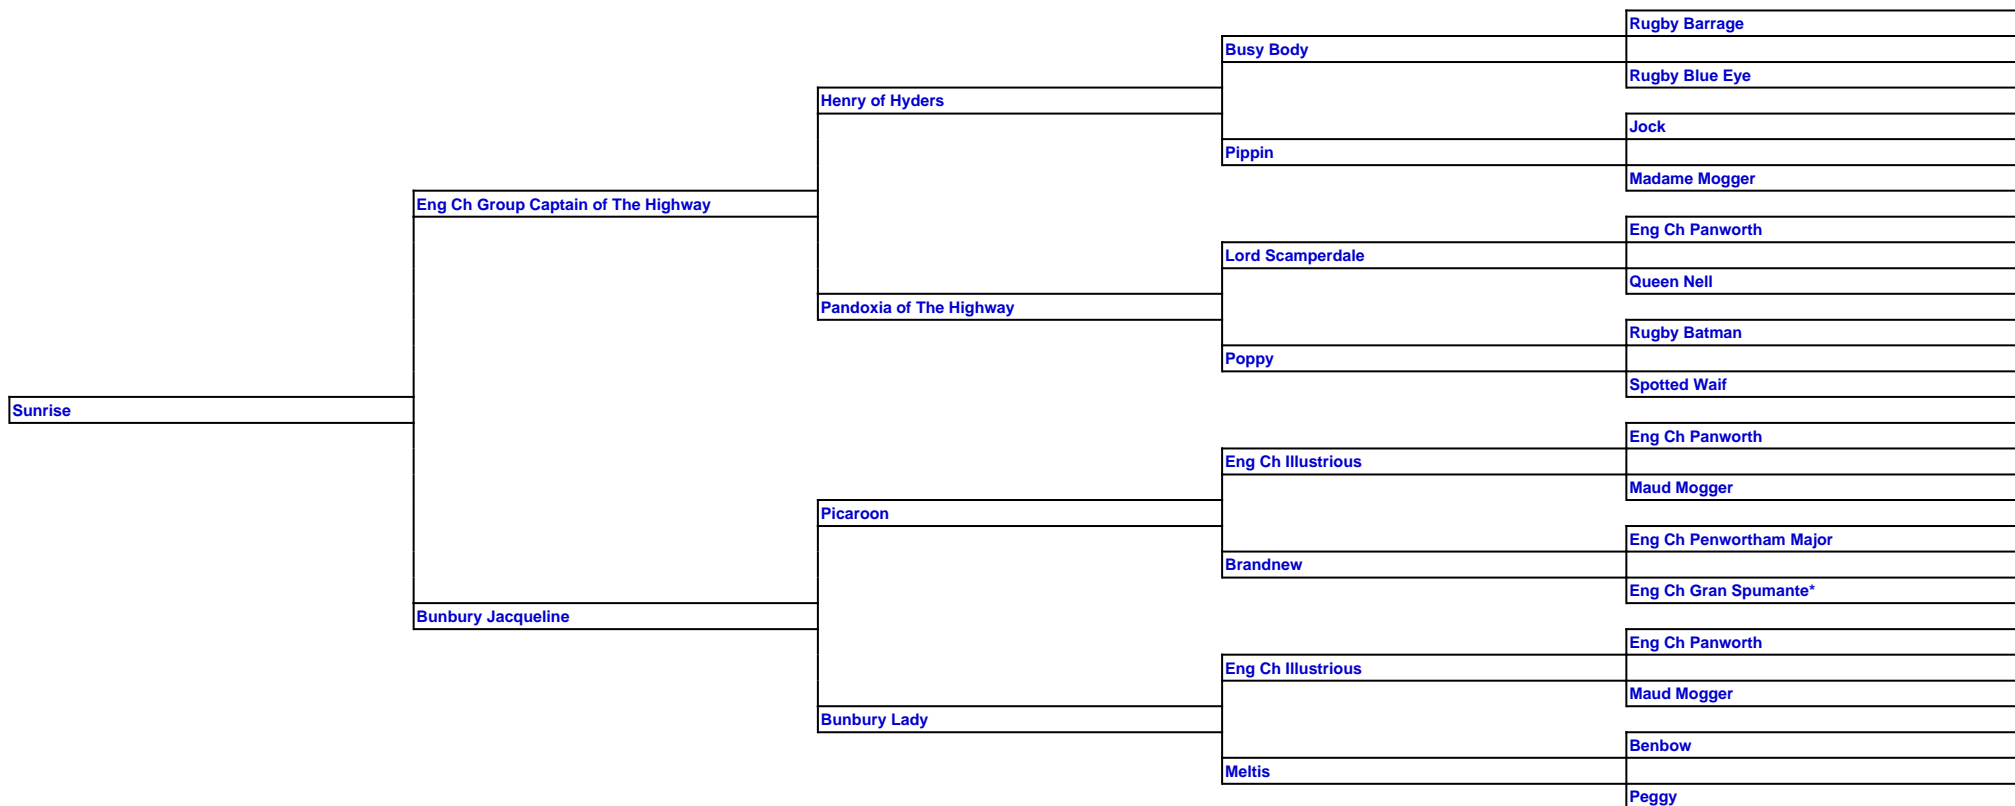 Rugby Barrage
Busy Body
Rugby Blue Eye
Henry of Hyders
Jock
Pippin
Madame Mogger
Eng Ch Group Captain of The Highway
Eng Ch Panworth
Lord Scamperdale
Queen Nell
Pandoxia of The Highway
Rugby Batman
Poppy
Spotted Waif
Sunrise
Eng Ch Panworth
Eng Ch Illustrious
Maud Mogger
Picaroon
Eng Ch Penwortham Major
Brandnew
Eng Ch Gran Spumante*
Bunbury Jacqueline
Eng Ch Panworth
Eng Ch Illustrious
Maud Mogger
Bunbury Lady
Benbow
Meltis
Peggy